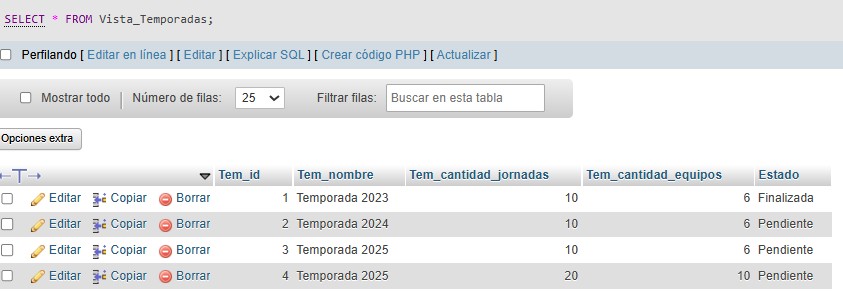 SELECT * FROM Vista_Temporadas;
Perfilando [ Editar en línea ] [ Editar ] [ Explicar SQL ] [ Crear código PHP ] [ Actualizar ]
Mostrar todo | Número de filas: 25 Filtrar filas: Buscar en esta tabla
Opciones extra
←T→ Tem_id Tem_nombre Tem_cantidad_jornadas Tem_cantidad_equipos Estado
Editar Copiar Borrar 1 Temporada 2023 10 6 Finalizada
Editar Copiar Borrar 2 Temporada 2024 10 6 Pendiente
Editar Copiar Borrar 3 Temporada 2025 10 6 Pendiente
Editar Copiar Borrar 4 Temporada 2025 20 10 Pendiente